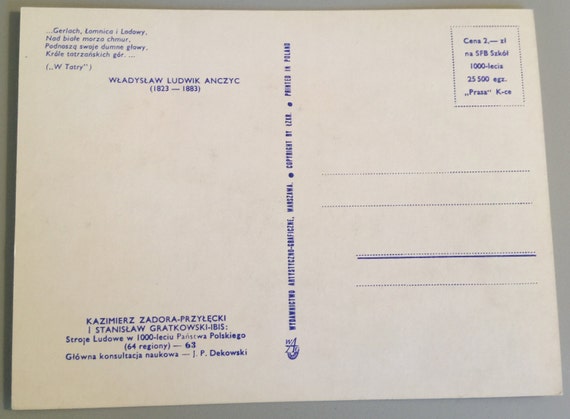 ...Gerlach, Łomnica i Lodowy,
Nad białe morza chmur,
Podnoszą swoje dumne głowy,
Króle tatrzańskich gór. ...
(„W Tatry")
WŁADYSŁAW LUDWIK ANCZYC
(1823 — 1883)
KAZIMIERZ ZADORA-PRZYŁĘCKI
I STANISŁAW GRATKOWSKI-IBIS:
Stroje Ludowe w 1000-leciu Państwa Polskiego
(64 regiony) — 63
Główna konsultacja naukowa — J. P. Dekowski
WYDAWNICTWO ARTYSTYCZNO-GRAFICZNE, WARSZAWA. ● COPYRIGHT BY ŁZKR. ● PRINTED IN POLAND
Cena 2,— zł
na SFB Szkół
1000-lecia
25 500 egz.
„Prasa" K-ce